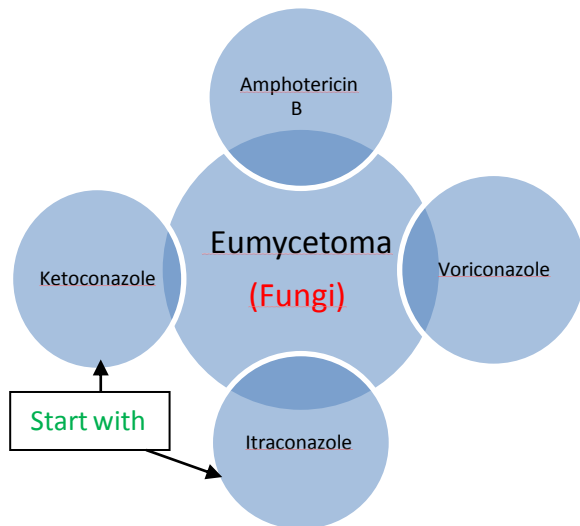 Amphotericin
B
Eumycetoma
(Fungi)
Ketoconazole
Voriconazole
Start with
Itraconazole